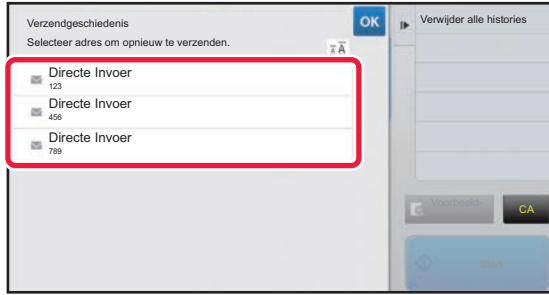 Verzendgeschiedenis
OK
Verwijder alle histories
Selecteer adres om opnieuw te verzenden.
A A
Directe Invoer
123
Directe Invoer
456
Directe Invoer
789
Voorbeeld-
CA
Start